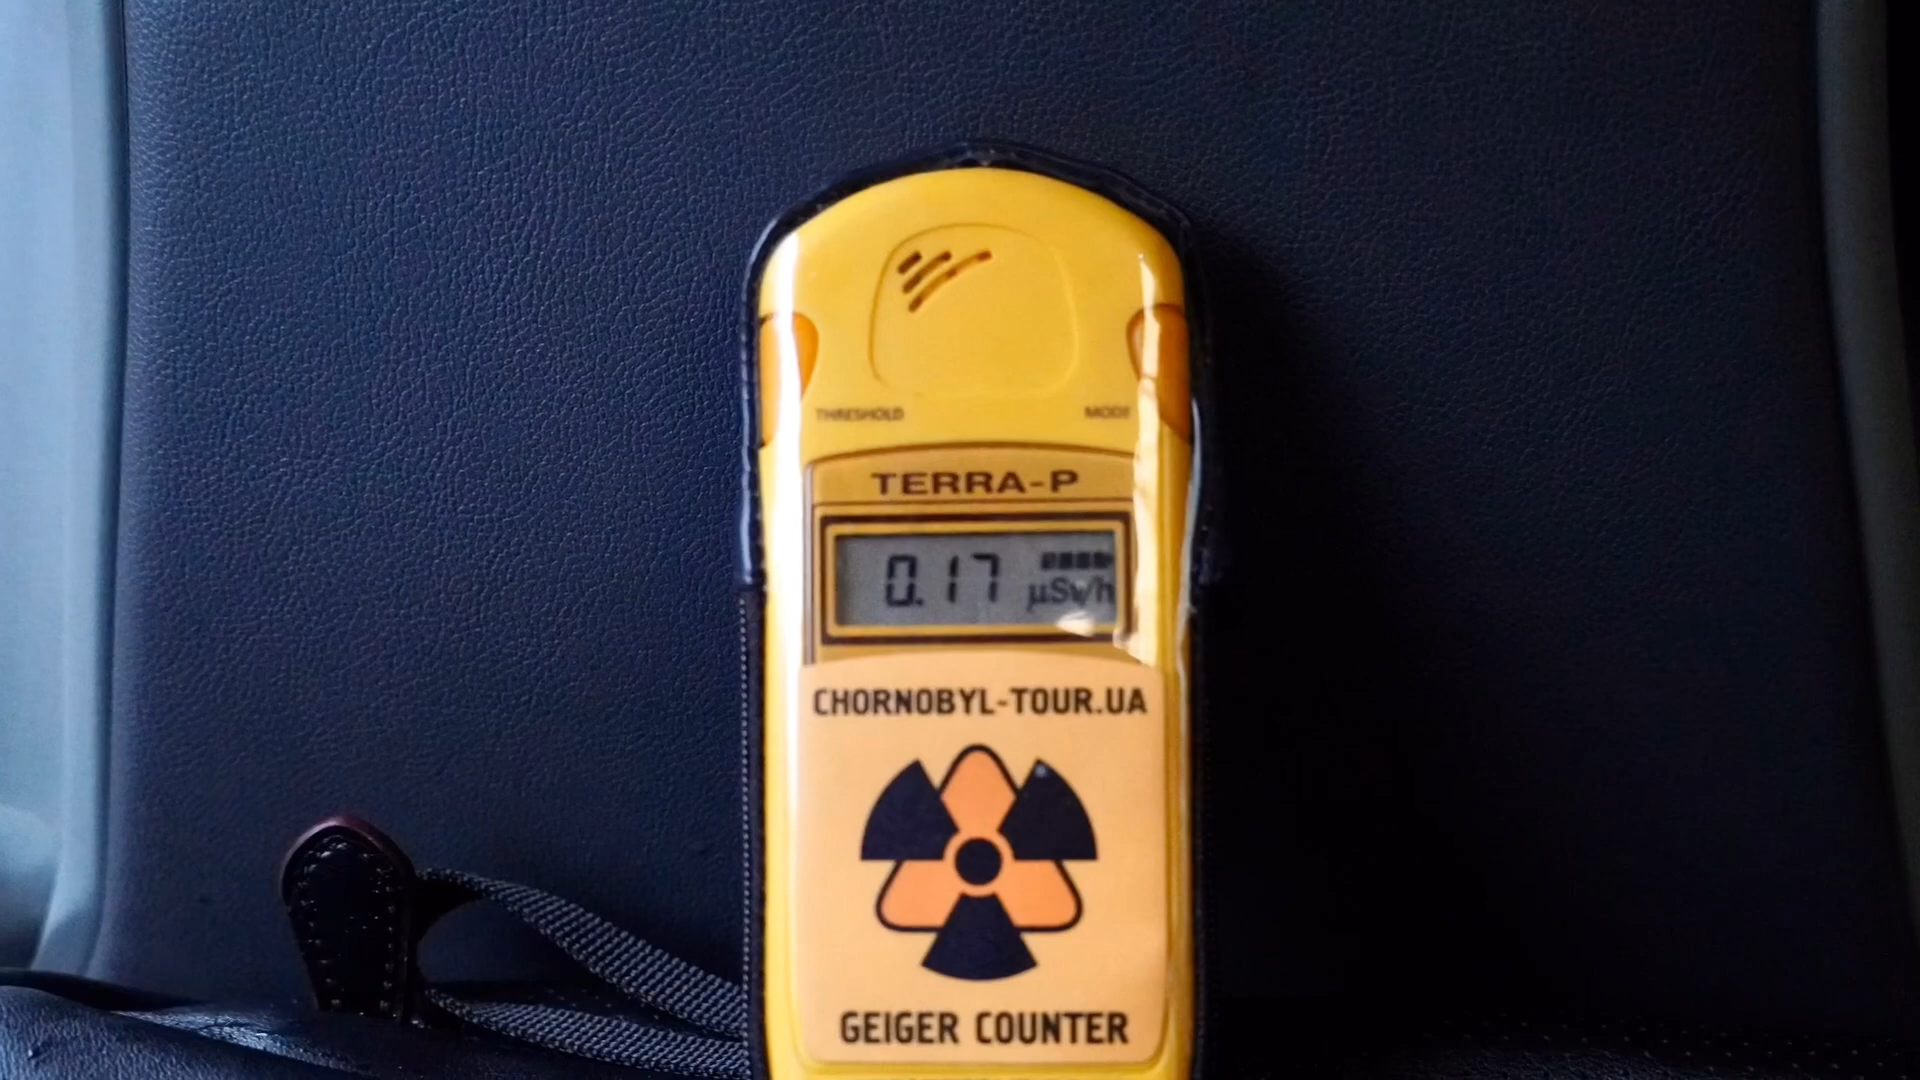 THRESHOLD MODE
TERRA-P
0.17 µSv/h
CHORNOBYL-TOUR.UA
GEIGER COUNTER